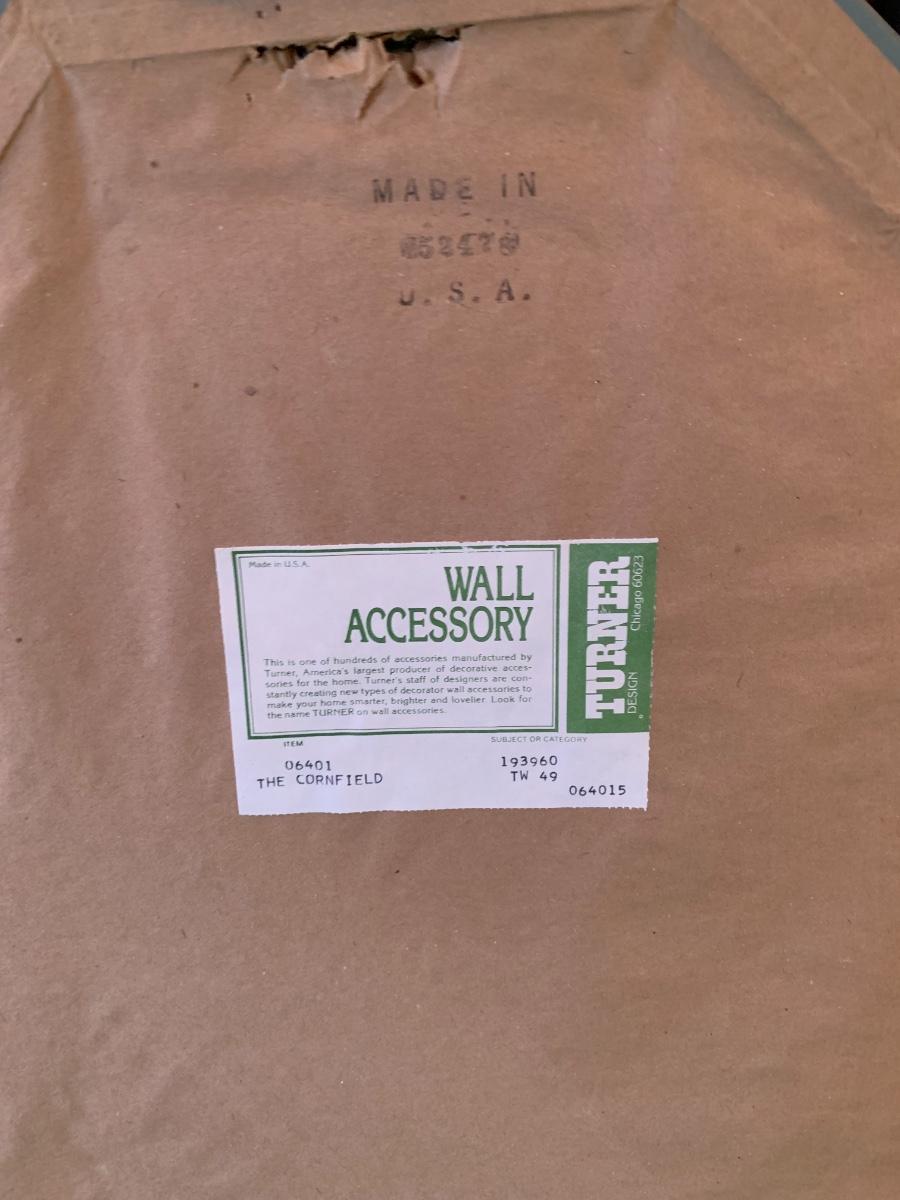 MADE IN
U. S. A.
Made in U.S.A.
WALL
ACCESSORY
This is one of hundreds of accessories manufactured by
Turner, America's largest producer of decorative acces-
sories for the home. Turner's staff of designers are con-
stantly creating new types of decorator wall accessories to
make your home smarter, brighter and lovelier. Look for
the name TURNER on wall accessories.
TURNER
DESIGN
Chicago 60623
ITEM
SUBJECT OR CATEGORY
06401
193960
THE CORNFIELD
TW 49
064015